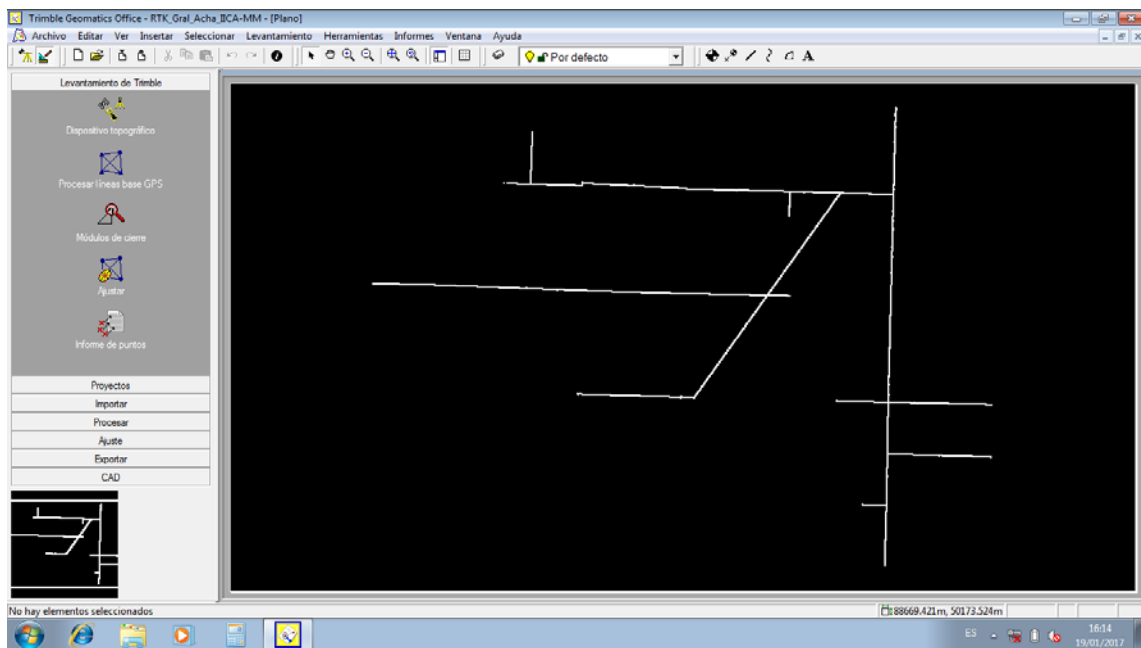 Trimble Geomatics Office - RTK_Gral_Acha_IICA-MM - [Plano]
Archivo Editar Ver Insertar Seleccionar Levantamiento Herramientas Informes Ventana Ayuda
Por defecto
A
Levantamiento de Trimble
Dispositivo topográfico
Procesar líneas base GPS
Módulos de cierre
Ajustar
Informe de puntos
Proyectos
Importar
Procesar
Ajuste
Exportar
CAD
No hay elementos seleccionados
88669.421m, 50173.524m
ES
16:14
19/01/2017